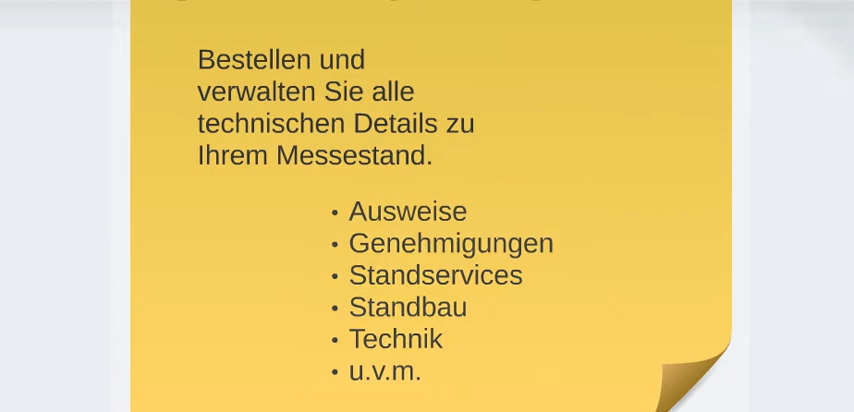 Bestellen und
verwalten Sie alle
technischen Details zu
Ihrem Messestand.
• Ausweise
• Genehmigungen
• Standservices
• Standbau
• Technik
• u.v.m.